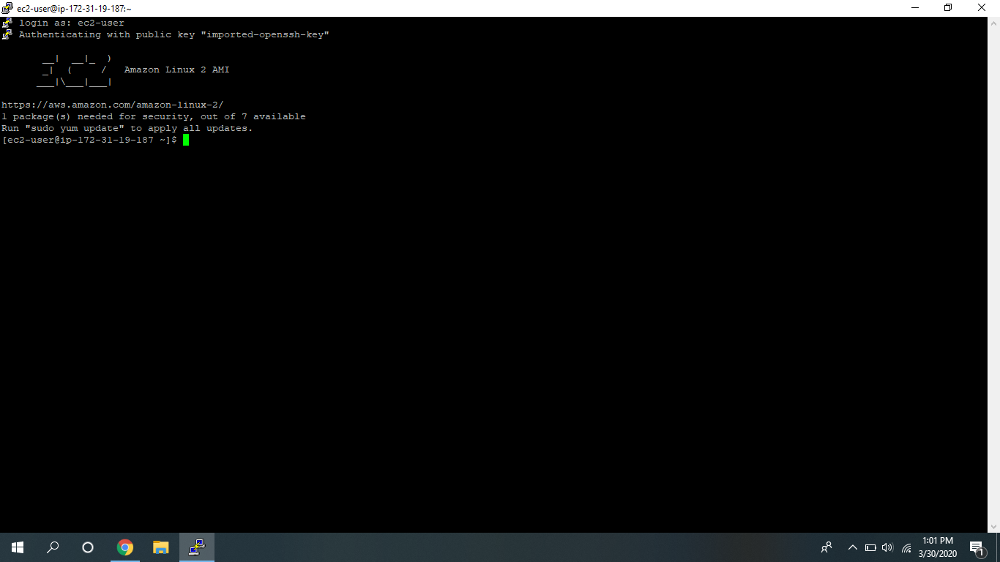 ec2-user@ip-172-31-19-187:~
login as: ec2-user
Authenticating with public key "imported-openssh-key"
       __|  __|_  )
       _|  (     /   Amazon Linux 2 AMI
      ___|\___|___|
https://aws.amazon.com/amazon-linux-2/
1 package(s) needed for security, out of 7 available
Run "sudo yum update" to apply all updates.
[ec2-user@ip-172-31-19-187 ~]$
1:01 PM
3/30/2020
1